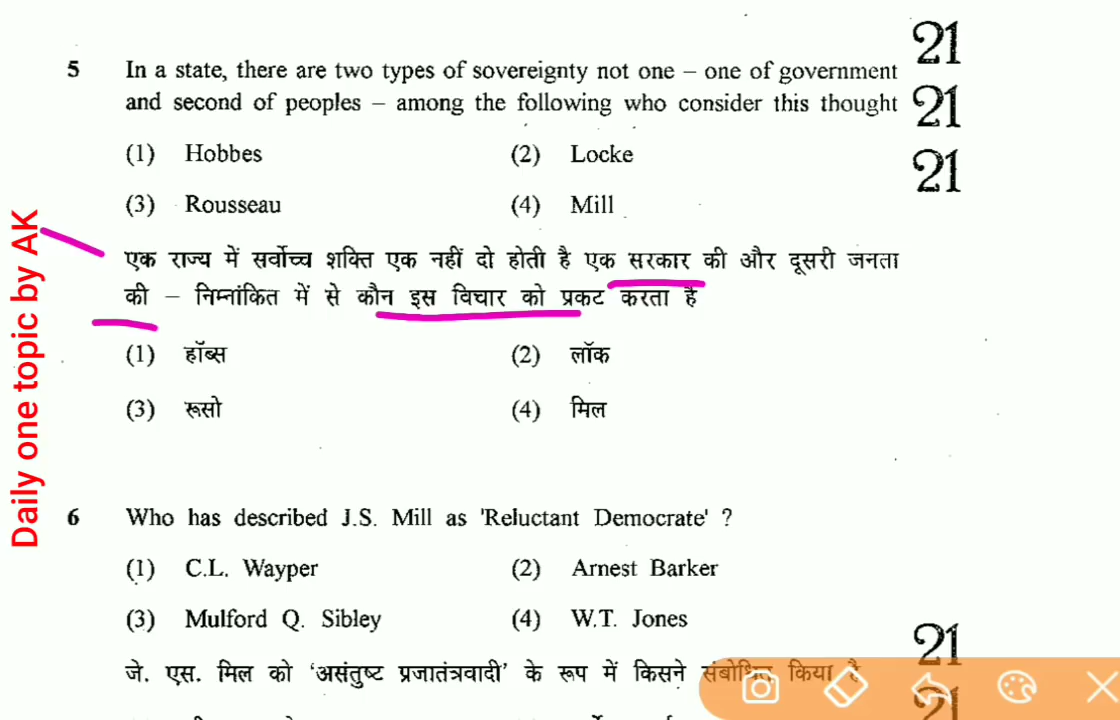 21
5 In a state, there are two types of sovereignty not one – one of government
and second of peoples – among the following who consider this thought
21
(1) Hobbes (2) Locke
21
(3) Rousseau (4) Mill
एक राज्य में सर्वोच्च शक्ति एक नहीं दो होती है एक सरकार की और दूसरी जनता
की – निम्नांकित में से कौन इस विचार को प्रकट करता है
(1) हॉब्स (2) लॉक
(3) रूसो (4) मिल
Daily one topic by AK
6 Who has described J.S. Mill as 'Reluctant Democrate' ?
(1) C.L. Wayper (2) Arnest Barker
(3) Mulford Q. Sibley (4) W.T. Jones
21
जे. एस. मिल को ‘असंतुष्ट प्रजातंत्रवादी’ के रूप में किसने संबोधित किया है
21